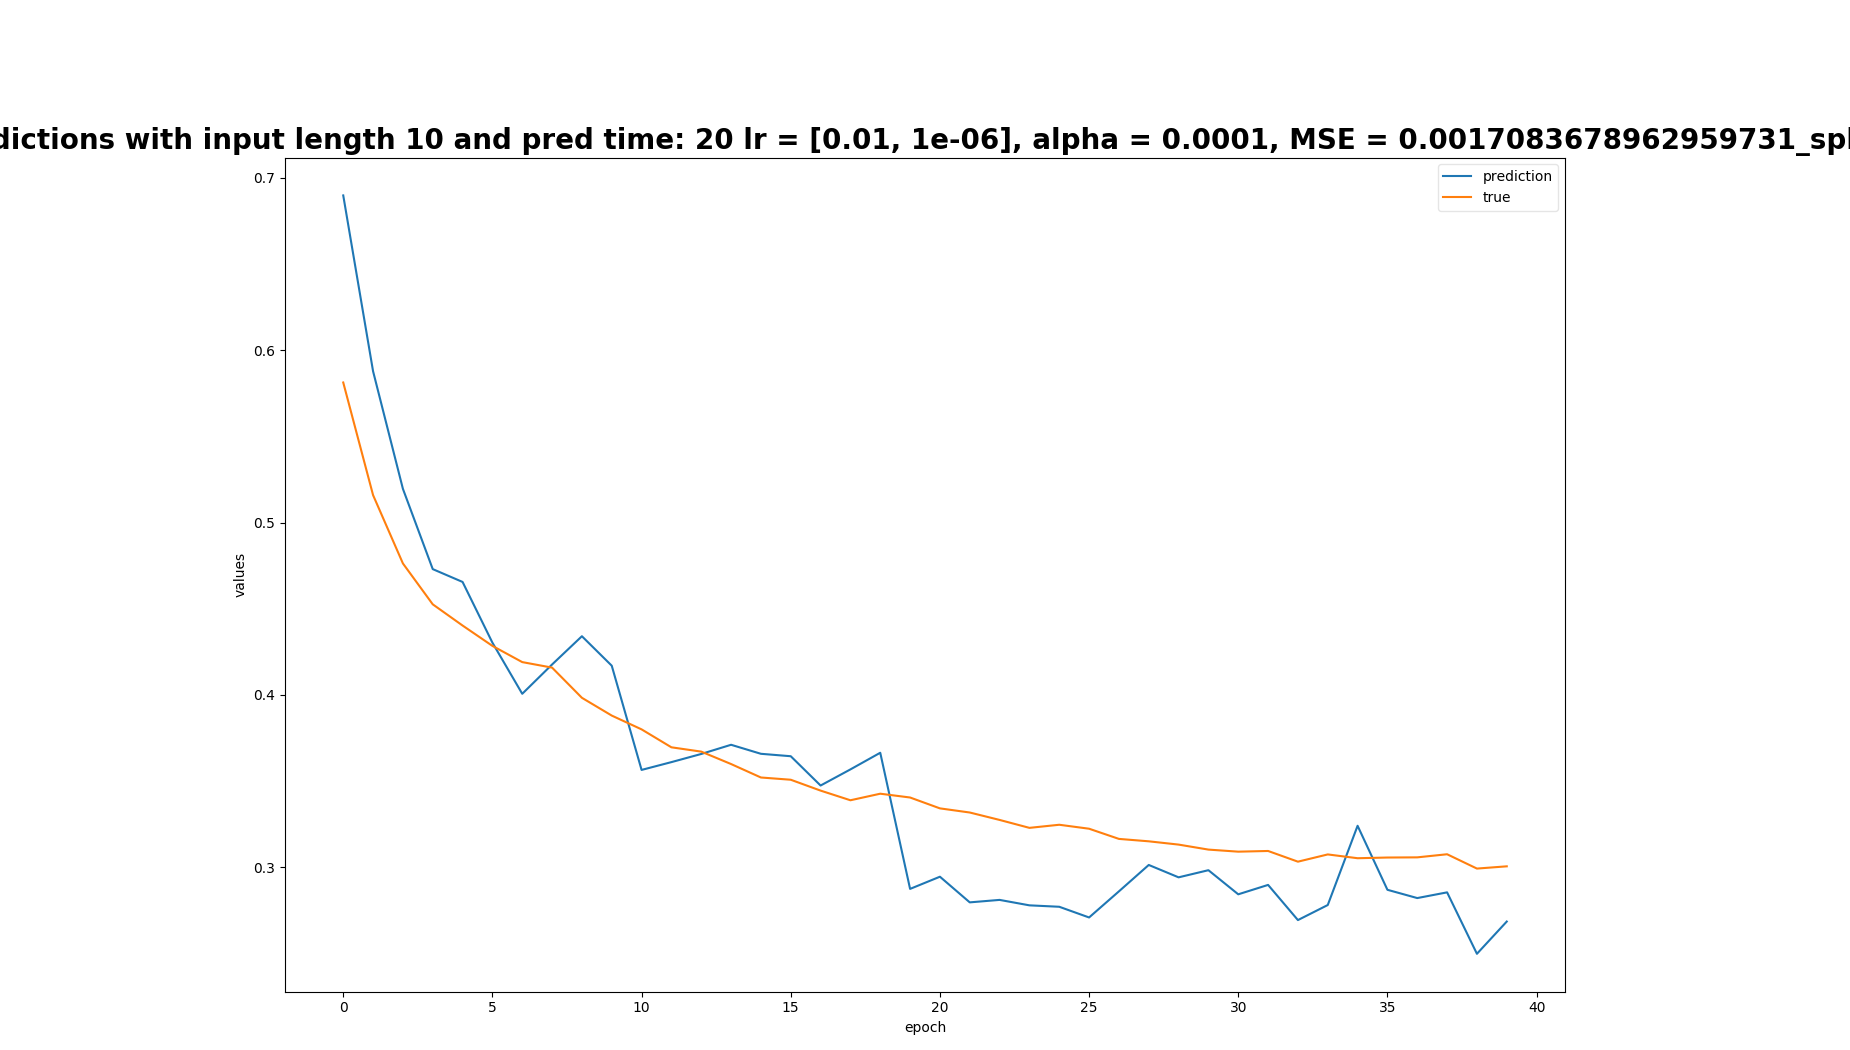 dictions with input length 10 and pred time: 20 lr = [0.01, 1e-06], alpha = 0.0001, MSE = 0.0017083678962959731_spl
prediction
true
0.7
0.6
0.5
0.4
0.3
values
0 5 10 15 20 25 30 35 40
epoch